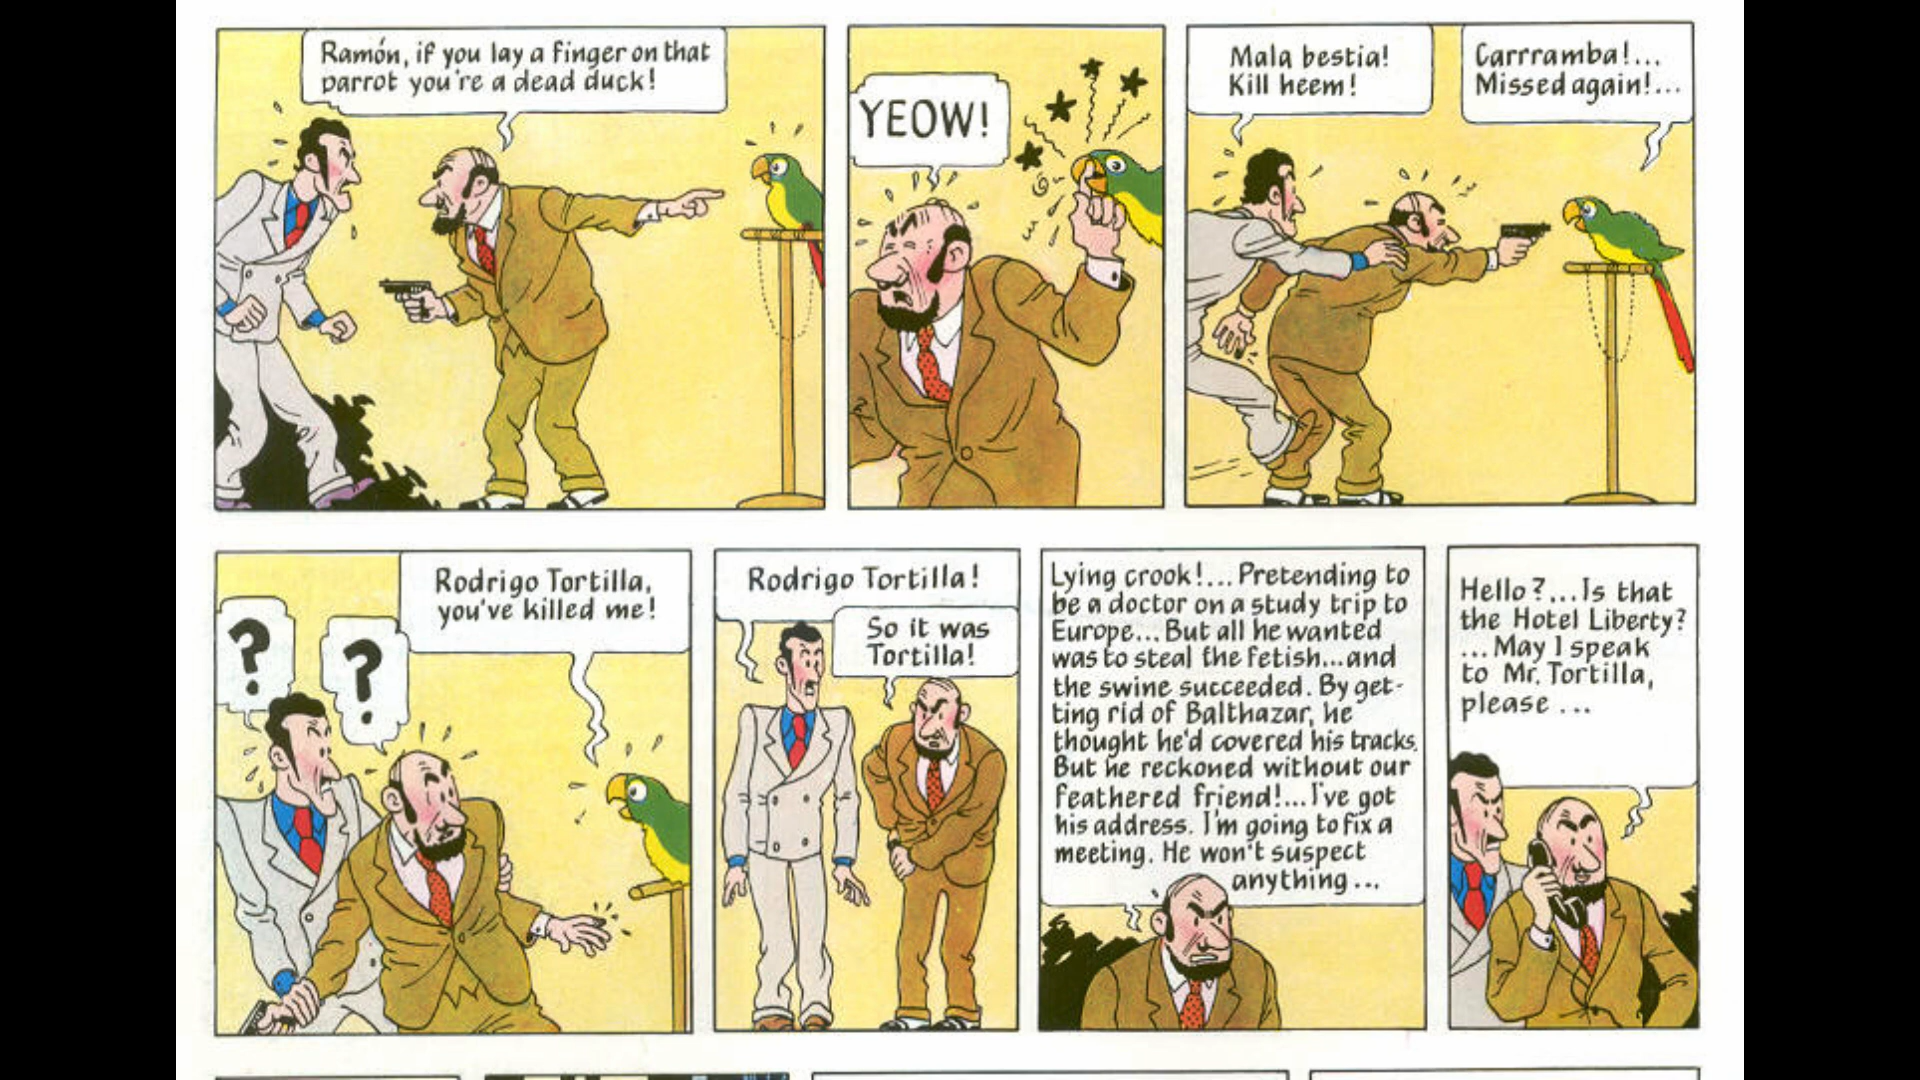 Ramón, if you lay a finger on that
parrot you're a dead duck!
YEOW!
Mala bestia!
Kill heem!
Carrramba!...
Missed again!...
?
?
Rodrigo Tortilla,
you've killed me!
Rodrigo Tortilla!
So it was
Tortilla!
Lying crook!... Pretending to
be a doctor on a study trip to
Europe... But all he wanted
was to steal the fetish...and
the swine succeeded. By get-
ting rid of Balthazar, he
thought he'd covered his tracks.
But he reckoned without our
feathered friend!...I've got
his address. I'm going to fix a
meeting. He won't suspect
anything...
Hello?...Is that
the Hotel Liberty?
...May I speak
to Mr. Tortilla,
please ...